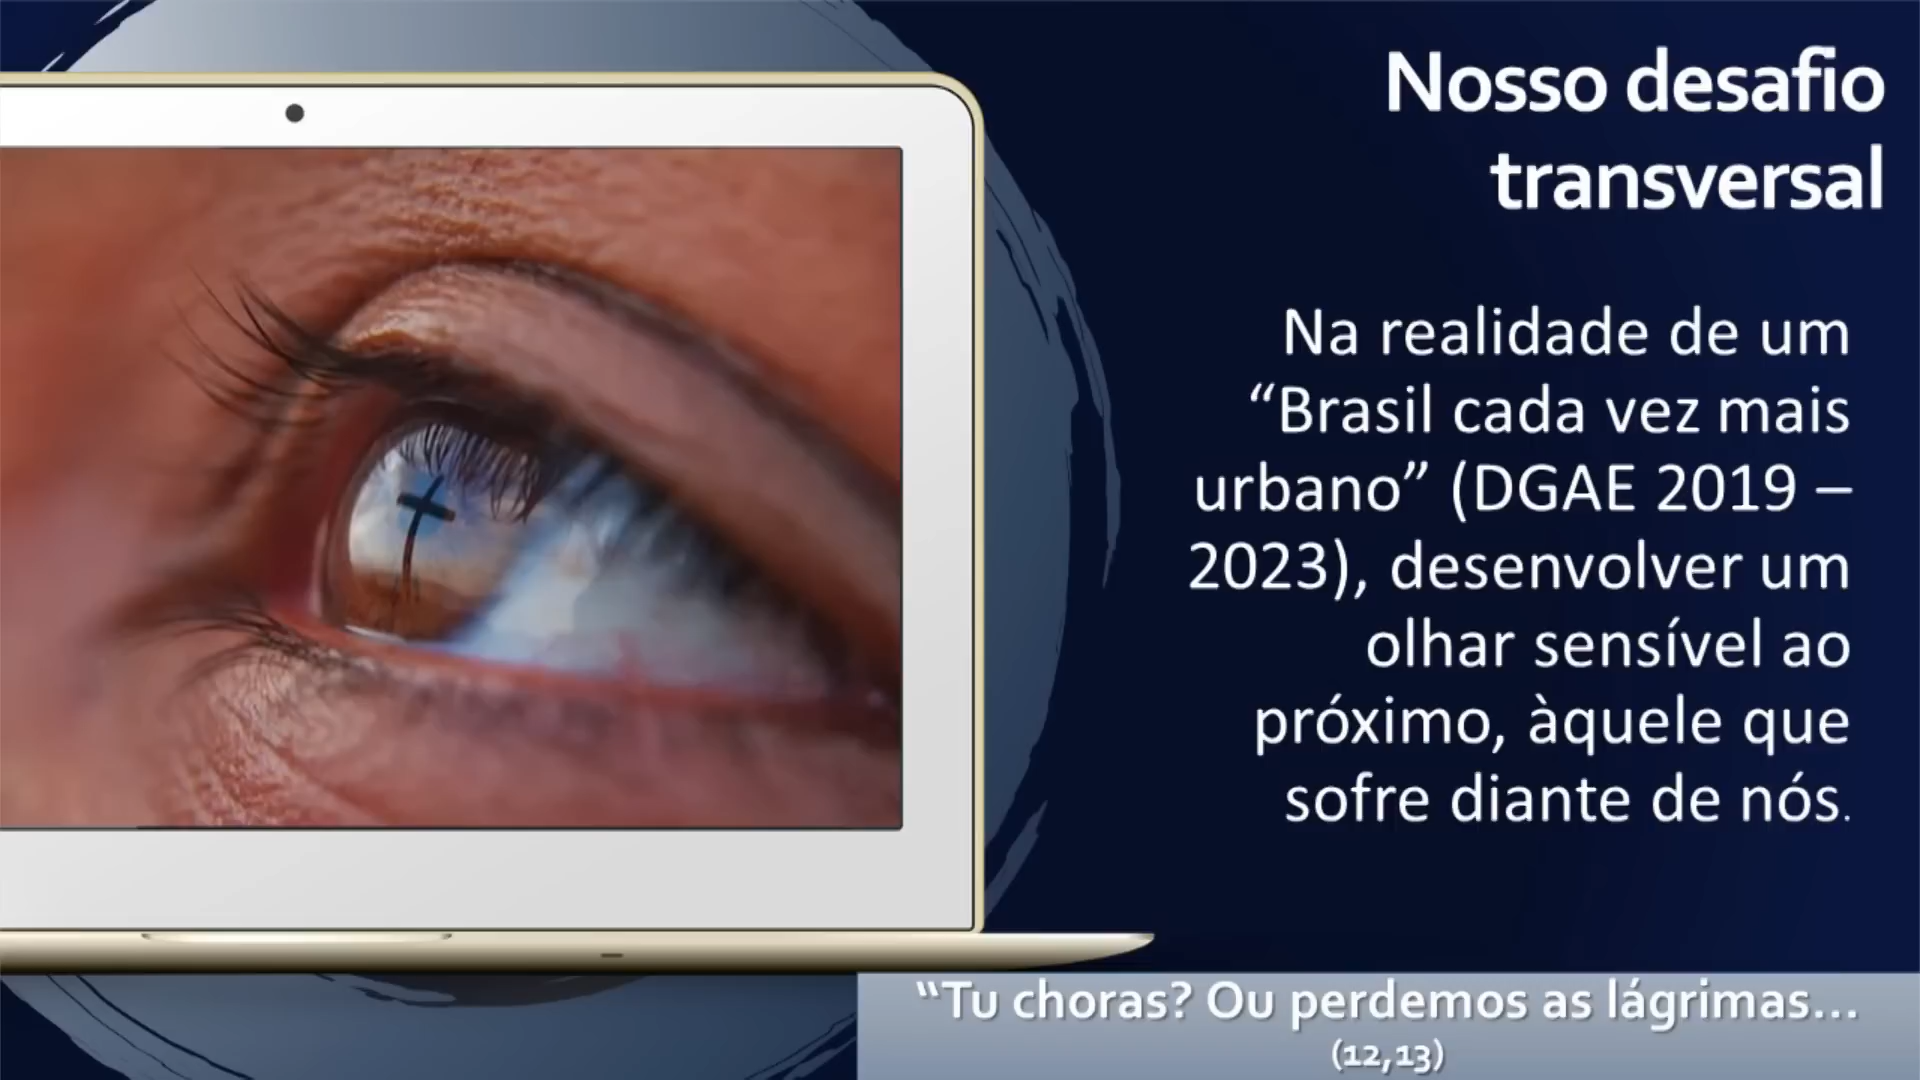 Nosso desafio
transversal
Na realidade de um
“Brasil cada vez mais
urbano” (DGAE 2019 –
2023), desenvolver um
olhar sensível ao
próximo, àquele que
sofre diante de nós.
“Tu choras? Ou perdemos as lágrimas...
(12,13)